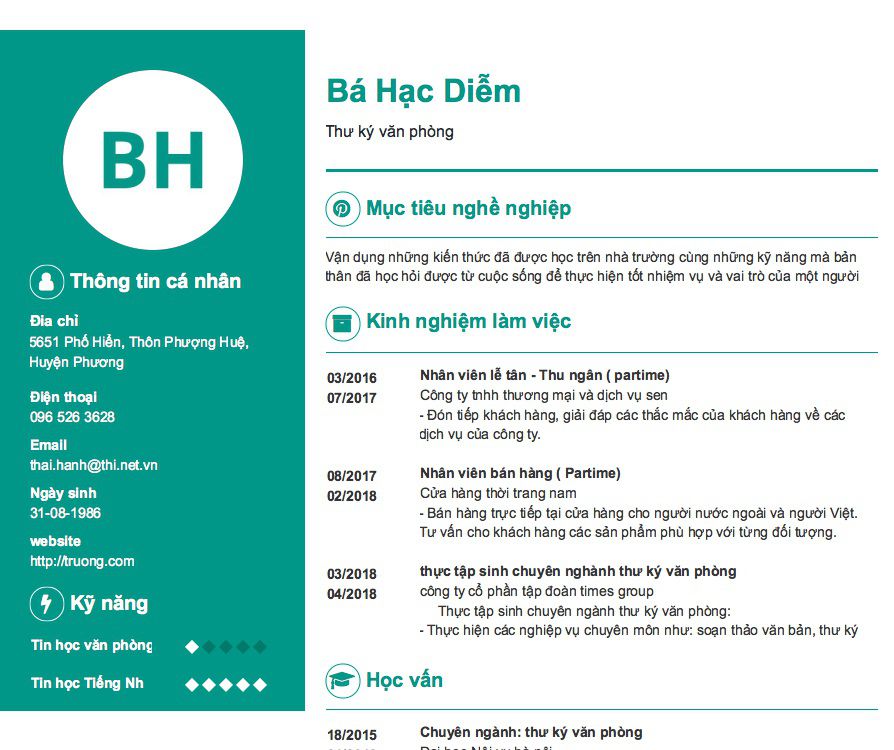 BH
Thông tin cá nhân
Địa chỉ
5651 Phố Hiền, Thôn Phượng Huệ,
Huyện Phương
Điện thoại
096 526 3628
Email
thai.hanh@thi.net.vn
Ngày sinh
31-08-1986
website
http://truong.com
Kỹ năng
Tin học văn phòng
Tin học Tiếng Nh
Bá Hạc Diễm
Thư ký văn phòng
Mục tiêu nghề nghiệp
Vận dụng những kiến thức đã được học trên nhà trường cùng những kỹ năng mà bản
thân đã học hỏi được từ cuộc sống để thực hiện tốt nhiệm vụ và vai trò của một người
Kinh nghiệm làm việc
03/2016
07/2017
Nhân viên lễ tân - Thu ngân ( partime)
Công ty tnhh thương mại và dịch vụ sen
- Đón tiếp khách hàng, giải đáp các thắc mắc của khách hàng về các
dịch vụ của công ty.
08/2017
02/2018
Nhân viên bán hàng ( Partime)
Cửa hàng thời trang nam
- Bán hàng trực tiếp tại cửa hàng cho người nước ngoài và người Việt.
Tư vấn cho khách hàng các sản phẩm phù hợp với từng đối tượng.
03/2018
04/2018
thực tập sinh chuyên nghành thư ký văn phòng
công ty cổ phần tập đoàn times group
Thực tập sinh chuyên ngành thư ký văn phòng:
- Thực hiện các nghiệp vụ chuyên môn như: soạn thảo văn bản, thư ký
Học vấn
18/2015
Chuyên ngành: thư ký văn phòng